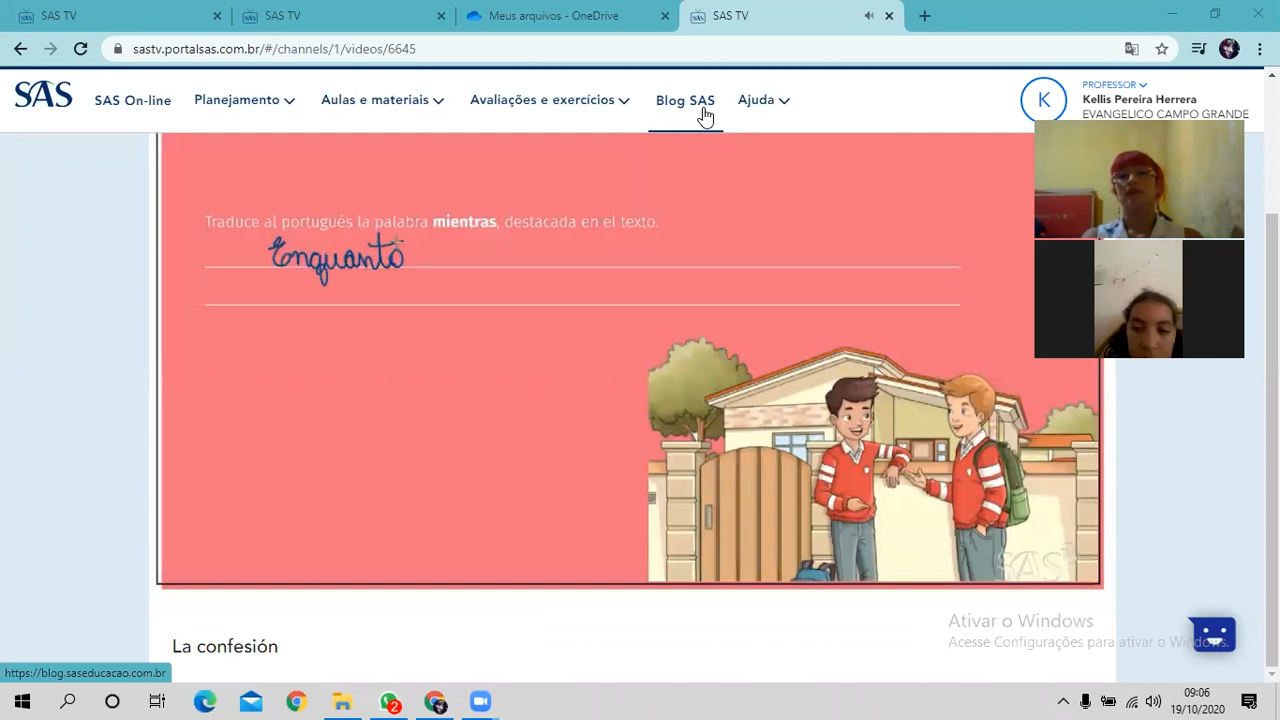 SAS TV
SAS TV
Meus arquivos - OneDrive
SAS TV
sastv.portalsas.com.br/#/channels/1/videos/6645
SAS
SAS On-line
Planejamento
Aulas e materiais
Avaliações e exercícios
Blog SAS
Ajuda
K
PROFESSOR
Kellis Pereira Herrera
EVANGELICO CAMPO GRANDE
Traduce al portugués la palabra mientras, destacada en el texto.
Enquanto
SAS
La confesión
Ativar o Windows
Acesse Configurações para ativar o Windows.
https://blog.saseducacao.com.br
2
09:06
19/10/2020